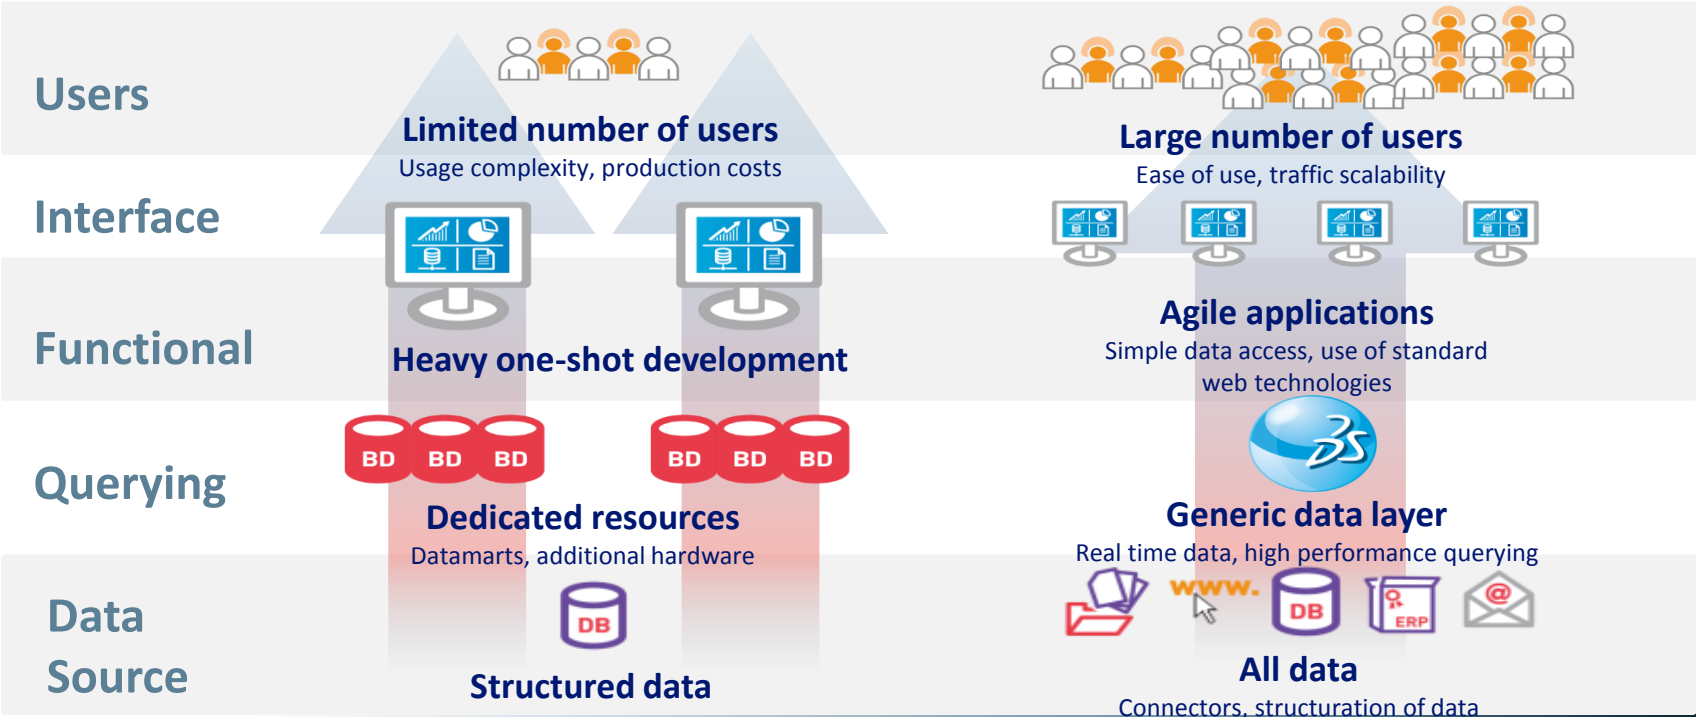 Users
Limited number of users
Usage complexity, production costs
Large number of users
Ease of use, traffic scalability
Interface
Functional
Heavy one-shot development
Agile applications
Simple data access, use of standard
web technologies
Querying
BD BD BD
BD BD BD
3S
Dedicated resources
Datamarts, additional hardware
Generic data layer
Real time data, high performance querying
Data
Source
DB
Structured data
www.
DB
ERP
@
All data
Connectors, structuration of data